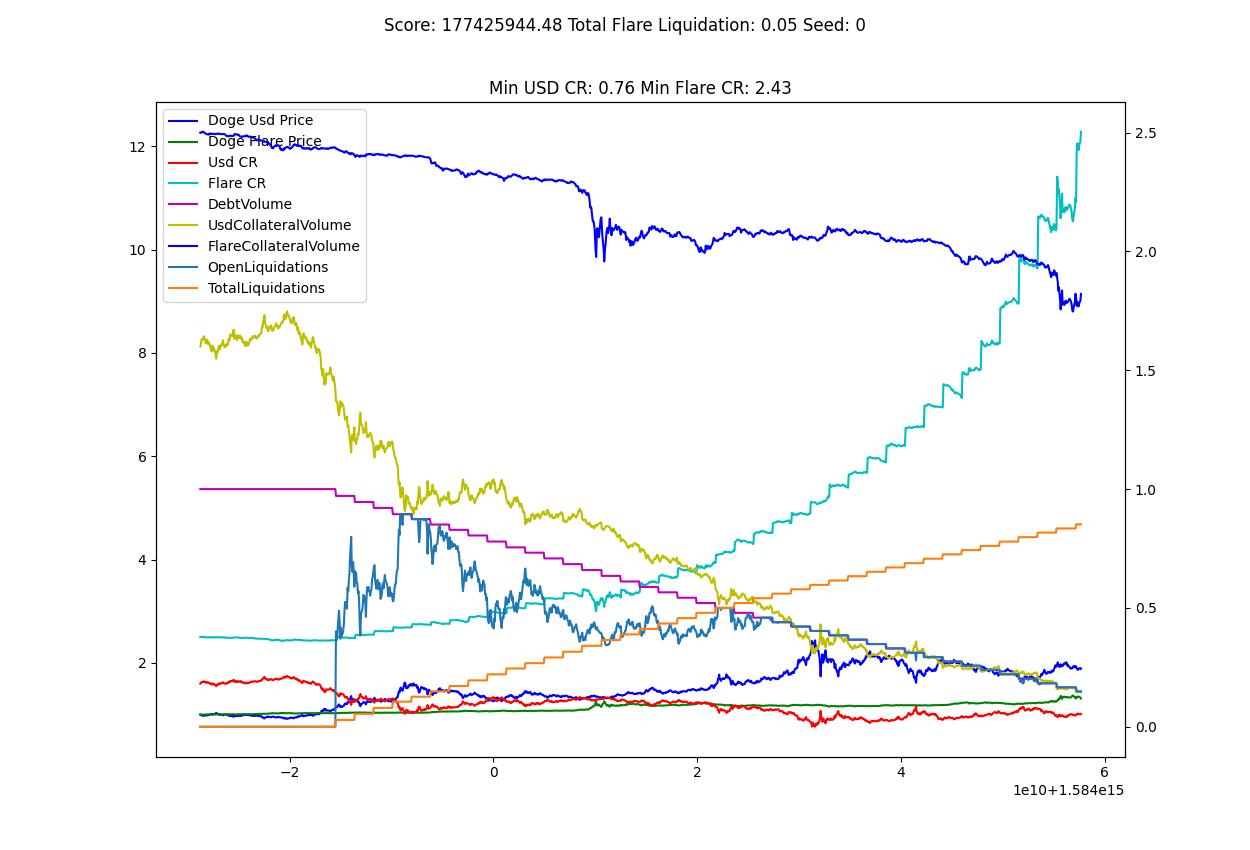 Score: 177425944.48 Total Flare Liquidation: 0.05 Seed: 0
Min USD CR: 0.76 Min Flare CR: 2.43
Doge Usd Price
Doge Flare Price
Usd CR
Flare CR
DebtVolume
UsdCollateralVolume
FlareCollateralVolume
OpenLiquidations
TotalLiquidations
12
10
8
6
4
2
2.5
2.0
1.5
1.0
0.5
0.0
−2
0
2
4
6
1e10+1.584e15